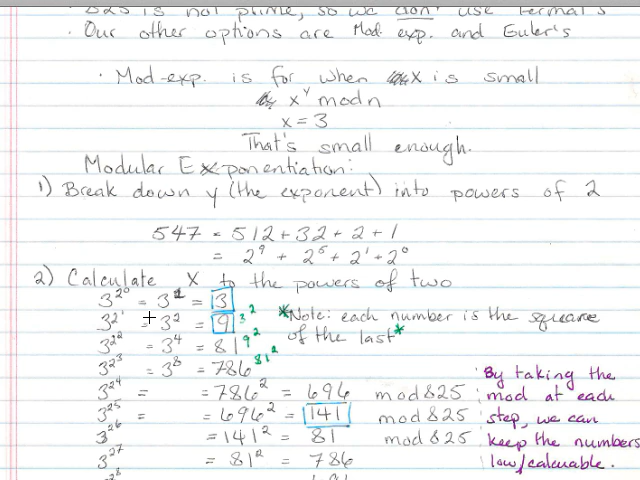 · 825 is not prime, so we don't use Fermat's
· Our other options are Mod. exp. and Euler's
· Mod-exp. is for when x is small
x^y mod n
x = 3
That's small enough.
Modular Exponentiation:
1) Break down y (the exponent) into powers of 2
547 = 512 + 32 + 2 + 1
= 2^9 + 2^5 + 2^1 + 2^0
2) Calculate x to the powers of two
3^2^0 = 3^1 = 3
3^2^1 = 3^2 = 9 3^2
*Note: each number is the square
of the last*
3^2^2 = 3^4 = 81 9^2
3^2^3 = 3^8 = 786 81^2
3^2^4 = = 786^2 = 696 mod 825
3^2^5 = = 696^2 = 141 mod 825
3^2^6 = 141^2 = 81 mod 825
3^2^7 = 81^2 = 786
By taking the
mod at each
step, we can
keep the numbers
low/calculable.